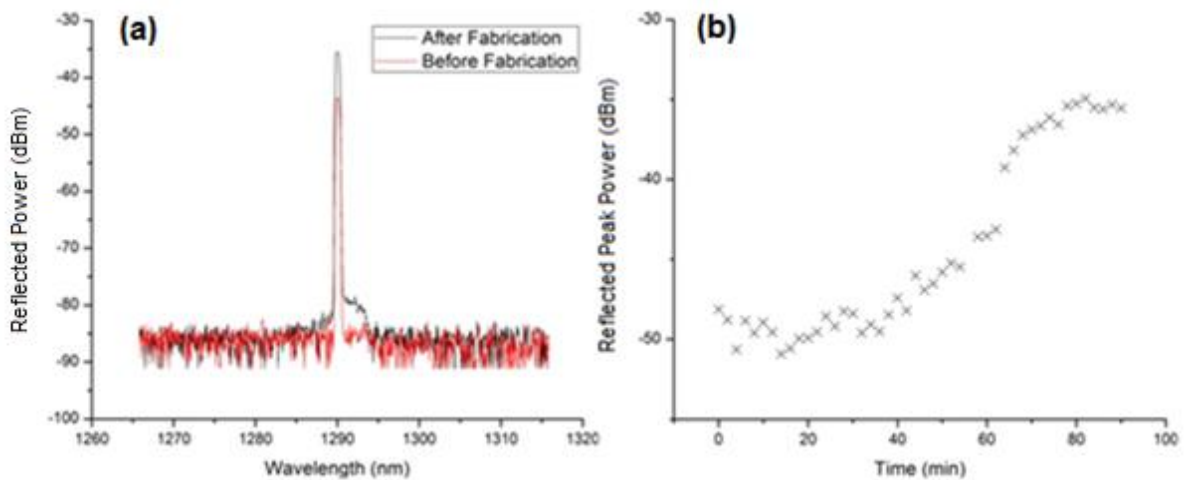 (a)
After Fabrication
Before Fabrication
Reflected Power (dBm)
-30
-40
-50
-60
-70
-80
-90
-100
1260 1270 1280 1290 1300 1310 1320
Wavelength (nm)
(b)
Reflected Peak Power (dBm)
-30
-40
-50
0 20 40 60 80 100
Time (min)